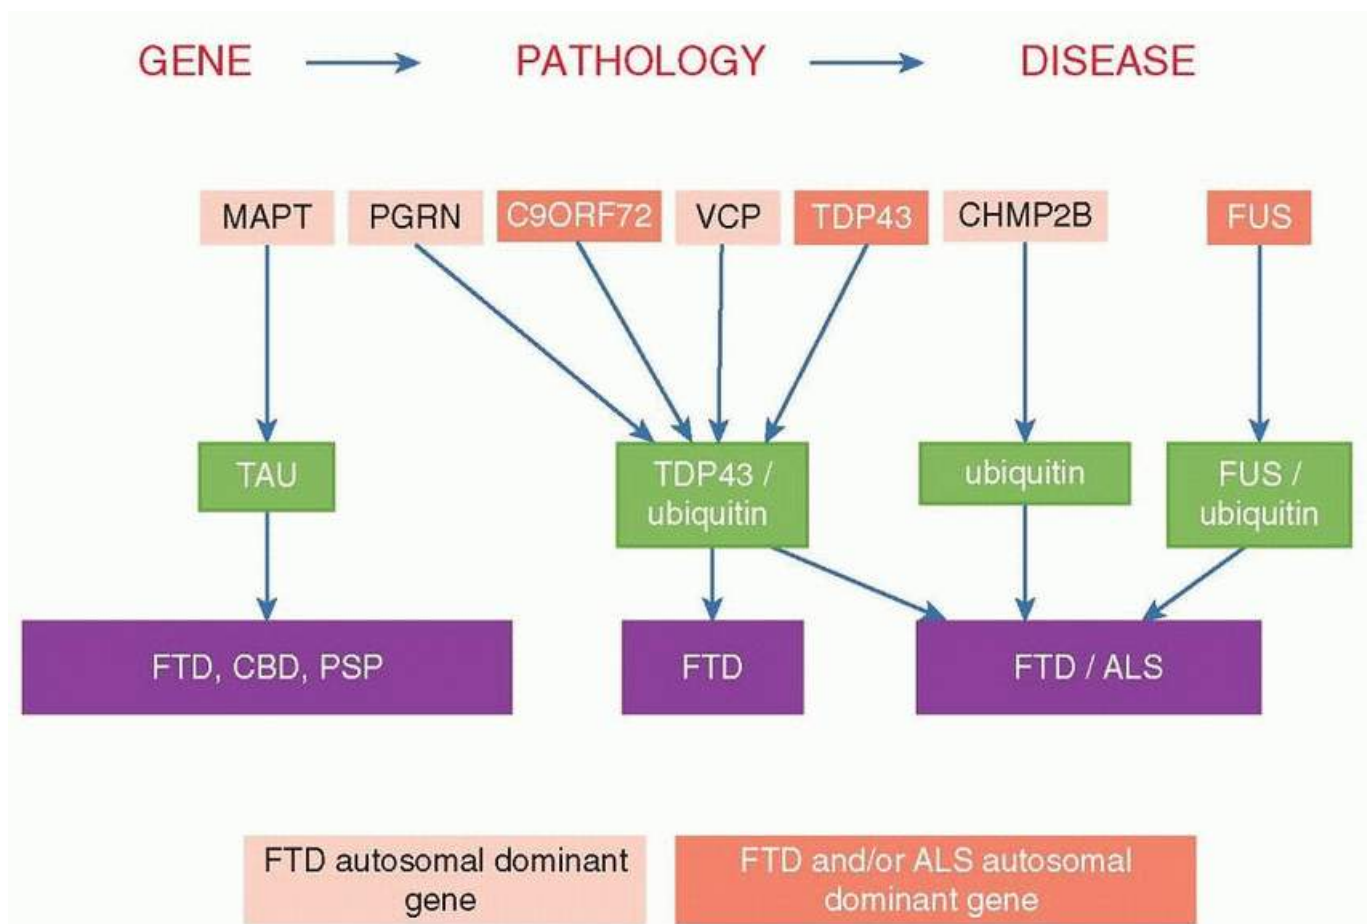 GENE PATHOLOGY DISEASE
MAPT PGRN C9ORF72 VCP TDP43 CHMP2B FUS
TAU
TDP43 /
ubiquitin
ubiquitin
FUS /
ubiquitin
FTD, CBD, PSP
FTD
FTD / ALS
FTD autosomal dominant
gene
FTD and/or ALS autosomal
dominant gene